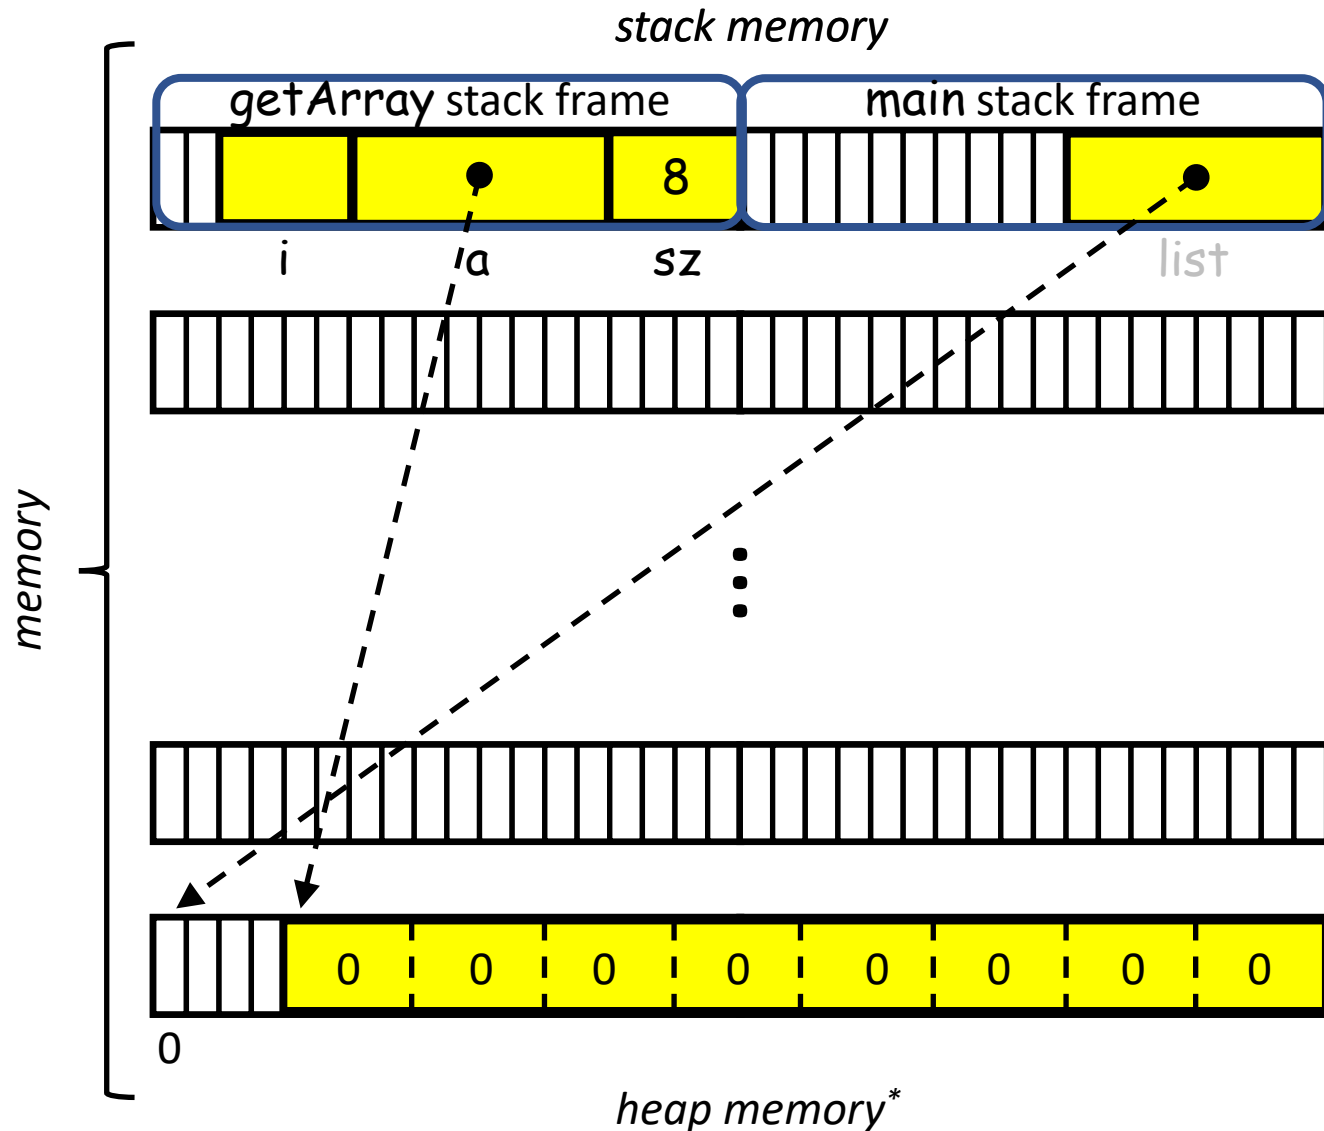 stack memory
getArray stack frame
main stack frame
8
i
a
sz
list
memory
0 0 0 0 0 0 0 0
0
heap memory*